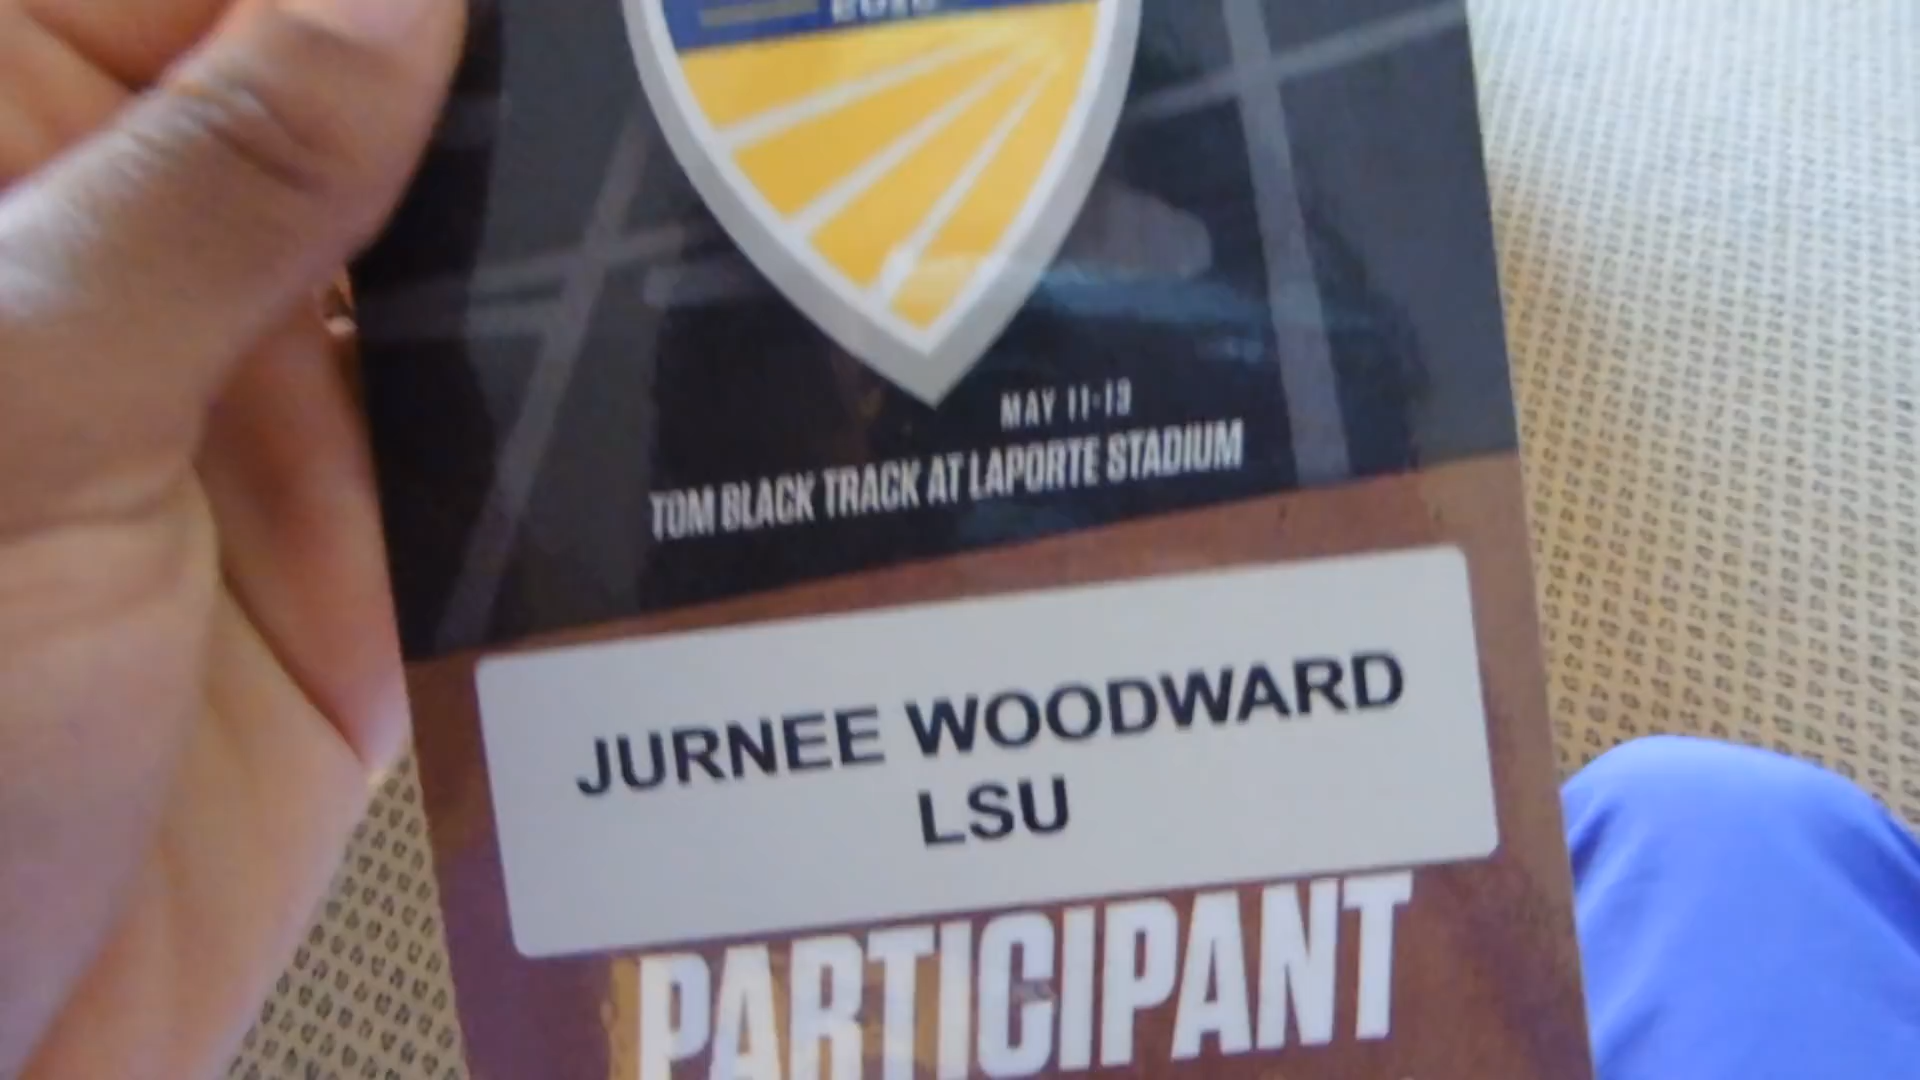 MAY 11-13
TOM BLACK TRACK AT LAPORTE STADIUM
JURNEE WOODWARD
LSU
PARTICIPANT